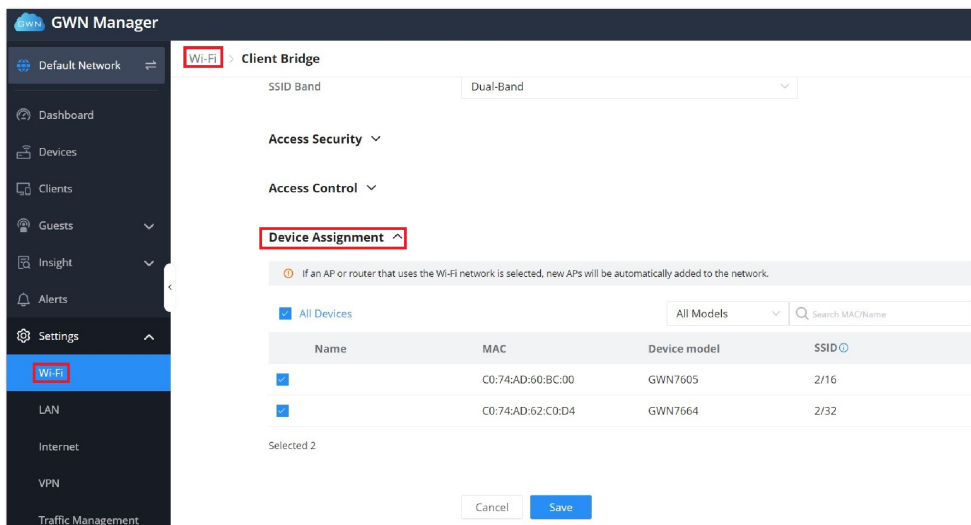 GWN GWN Manager
Default Network
Dashboard
Devices
Clients
Guests
Insight
Alerts
Settings
Wi-Fi
LAN
Internet
VPN
Traffic Management
Wi-Fi > Client Bridge
SSID Band Dual-Band
Access Security
Access Control
Device Assignment
If an AP or router that uses the Wi-Fi network is selected, new APs will be automatically added to the network.
All Devices All Models Search MAC/Name
Name MAC Device model SSID
C0:74:AD:60:BC:00 GWN7605 2/16
C0:74:AD:62:C0:D4 GWN7664 2/32
Selected 2
Cancel Save